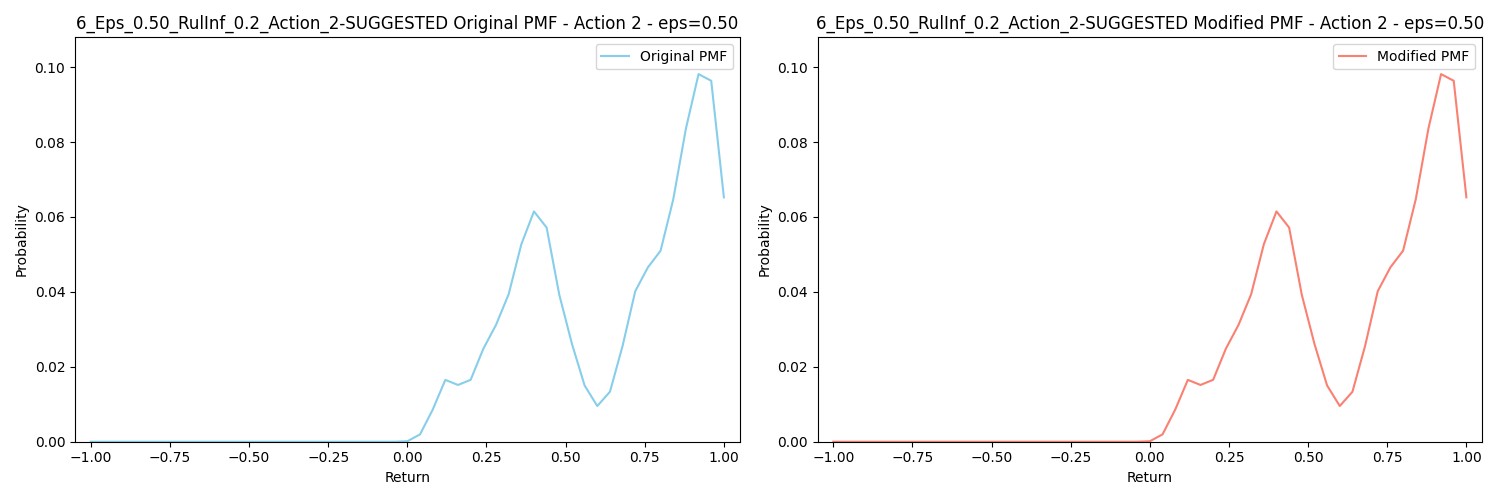 6_Eps_0.50_RulInf_0.2_Action_2-SUGGESTED Original PMF - Action 2 - eps=0.50
Original PMF
0.10
0.08
0.06
0.04
0.02
0.00
Probability
−1.00 −0.75 −0.50 −0.25 0.00 0.25 0.50 0.75 1.00
Return
6_Eps_0.50_RulInf_0.2_Action_2-SUGGESTED Modified PMF - Action 2 - eps=0.50
Modified PMF
0.10
0.08
0.06
0.04
0.02
0.00
Probability
−1.00 −0.75 −0.50 −0.25 0.00 0.25 0.50 0.75 1.00
Return